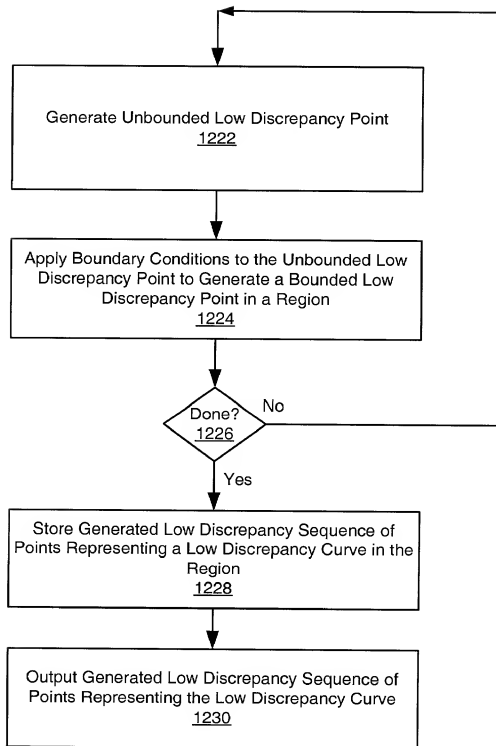 Generate Unbounded Low Discrepancy Point
1222
Apply Boundary Conditions to the Unbounded Low
Discrepancy Point to Generate a Bounded Low
Discrepancy Point in a Region
1224
Done?
1226
No
Yes
Store Generated Low Discrepancy Sequence of
Points Representing a Low Discrepancy Curve in the
Region
1228
Output Generated Low Discrepancy Sequence of
Points Representing the Low Discrepancy Curve
1230